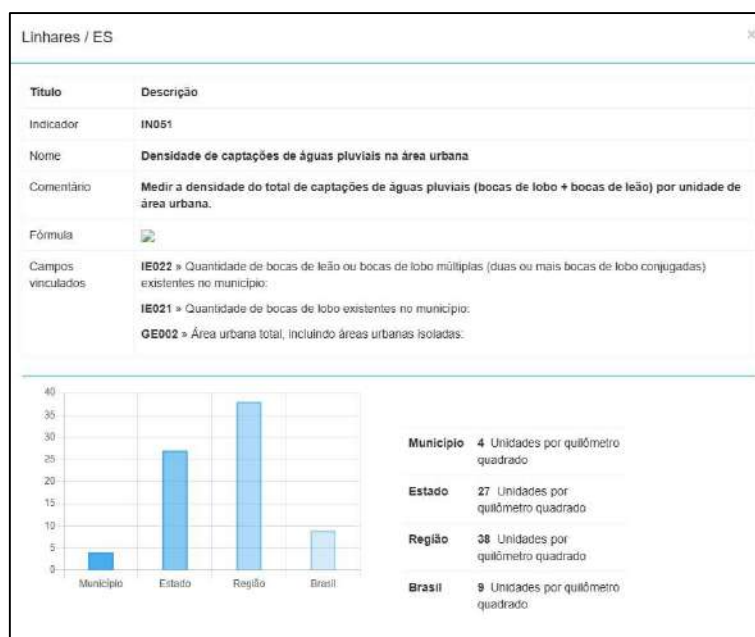 Linhares / ES
×
Título Descrição
Indicador IN051
Nome Densidade de captações de águas pluviais na área urbana
Comentário Medir a densidade do total de captações de águas pluviais (bocas de lobo + bocas de leão) por unidade de
área urbana.
Fórmula
Campos vinculados
IE022 » Quantidade de bocas de leão ou bocas de lobo múltiplas (duas ou mais bocas de lobo conjugadas)
existentes no município:
IE021 » Quantidade de bocas de lobo existentes no município:
GE002 » Área urbana total, incluindo áreas urbanas isoladas:
40
35
30
25
20
15
10
5
0
Município Estado Região Brasil
Município 4 Unidades por quilômetro
quadrado
Estado 27 Unidades por
quilômetro quadrado
Região 38 Unidades por
quilômetro quadrado
Brasil 9 Unidades por quilômetro
quadrado